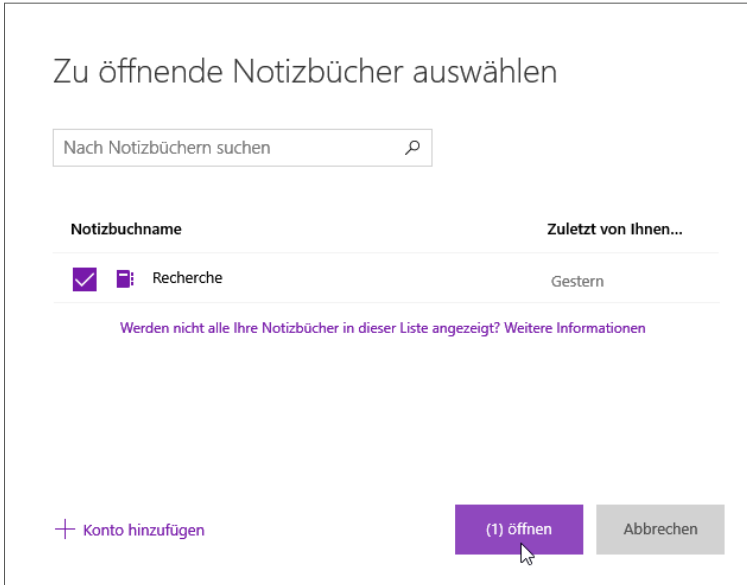 Zu öffnende Notizbücher auswählen
Nach Notizbüchern suchen
Notizbuchname Zuletzt von Ihnen...
Recherche Gestern
Werden nicht alle Ihre Notizbücher in dieser Liste angezeigt? Weitere Informationen
Konto hinzufügen (1) öffnen Abbrechen